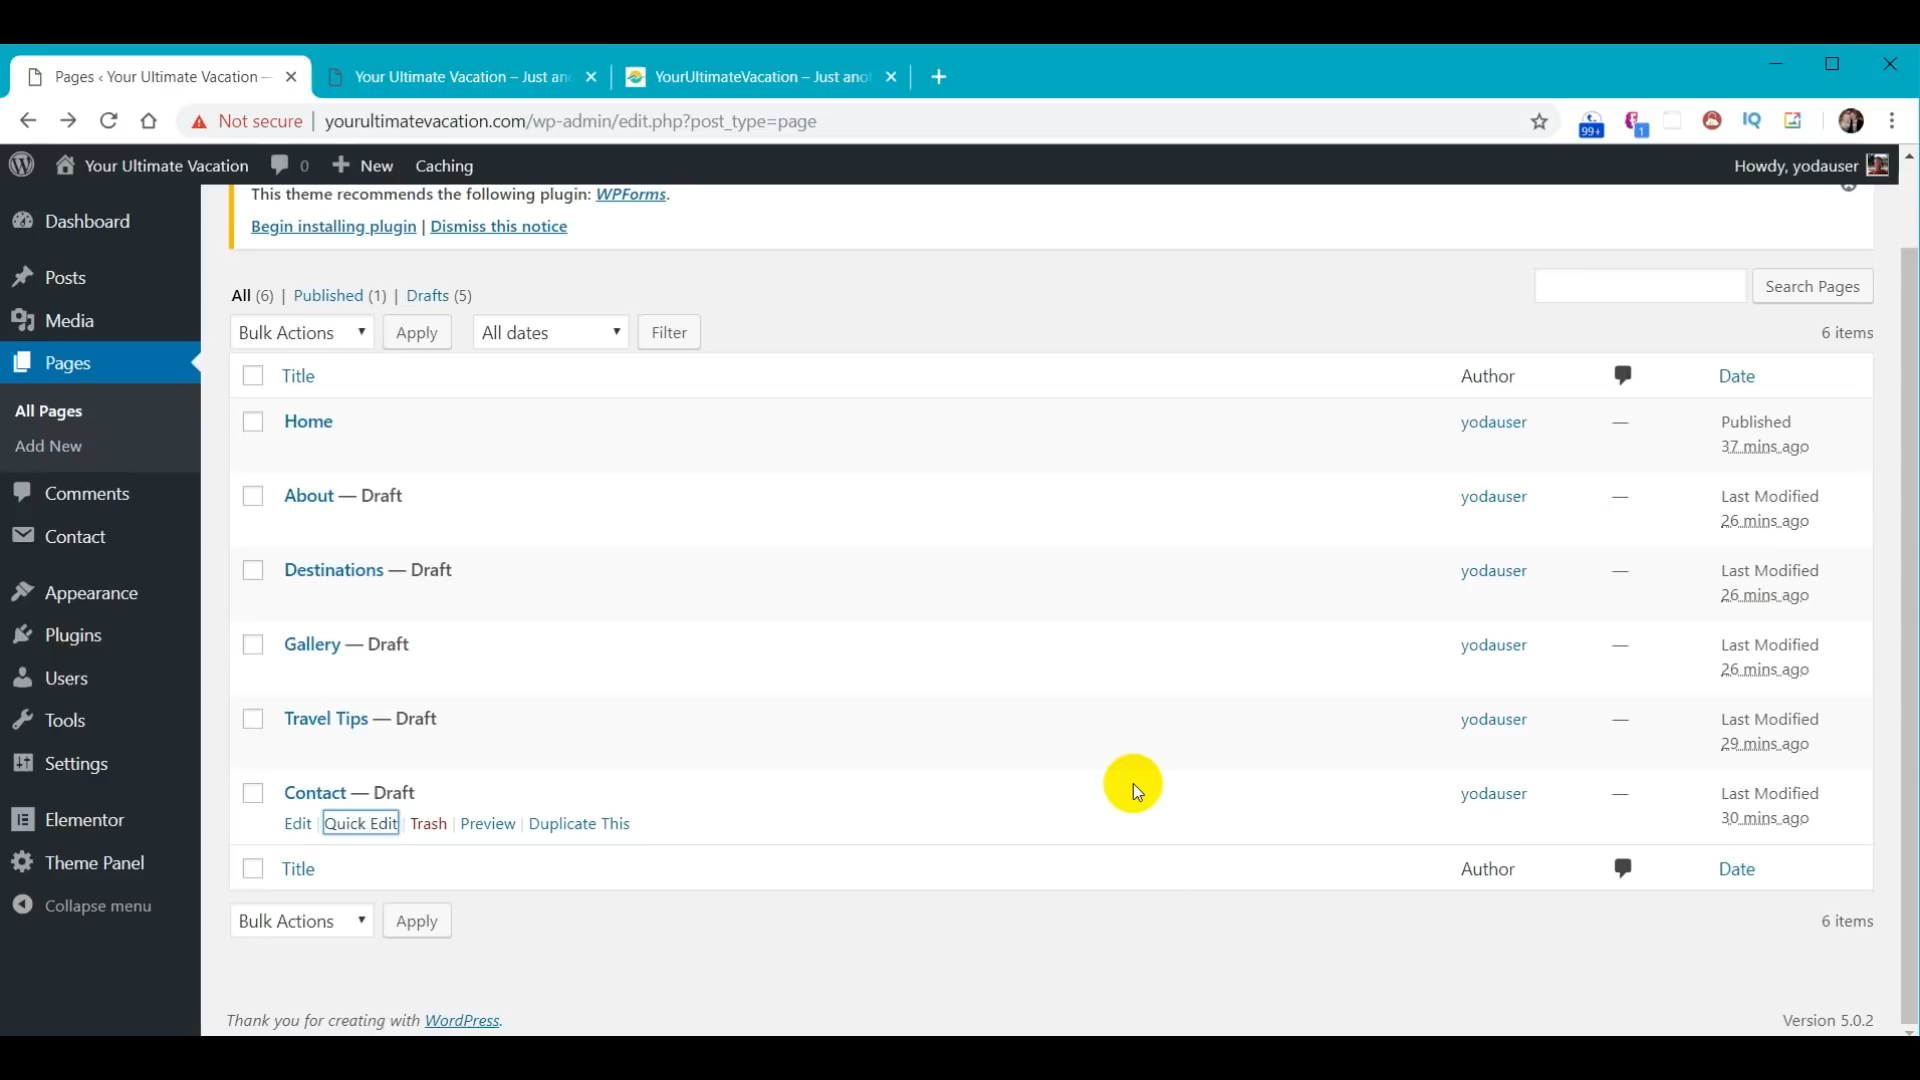 Pages ‹ Your Ultimate Vacation —
Your Ultimate Vacation – Just an
YourUltimateVacation – Just ano
Not secure | yourultimatevacation.com/wp-admin/edit.php?post_type=page
99+
1
IQ
Your Ultimate Vacation 0 New Caching
Howdy, yodauser
This theme recommends the following plugin: WPForms.
Begin installing plugin | Dismiss this notice
Dashboard
Posts
Media
Pages
All Pages
Add New
Comments
Contact
Appearance
Plugins
Users
Tools
Settings
Elementor
Theme Panel
Collapse menu
All (6) | Published (1) | Drafts (5)
Search Pages
Bulk Actions Apply All dates Filter
6 items
Title Author Date
Home yodauser — Published
37 mins ago
About — Draft yodauser — Last Modified
26 mins ago
Destinations — Draft yodauser — Last Modified
26 mins ago
Gallery — Draft yodauser — Last Modified
26 mins ago
Travel Tips — Draft yodauser — Last Modified
29 mins ago
Contact — Draft yodauser — Last Modified
Edit | Quick Edit | Trash | Preview | Duplicate This 30 mins ago
Title Author Date
Bulk Actions Apply
6 items
Thank you for creating with WordPress.
Version 5.0.2